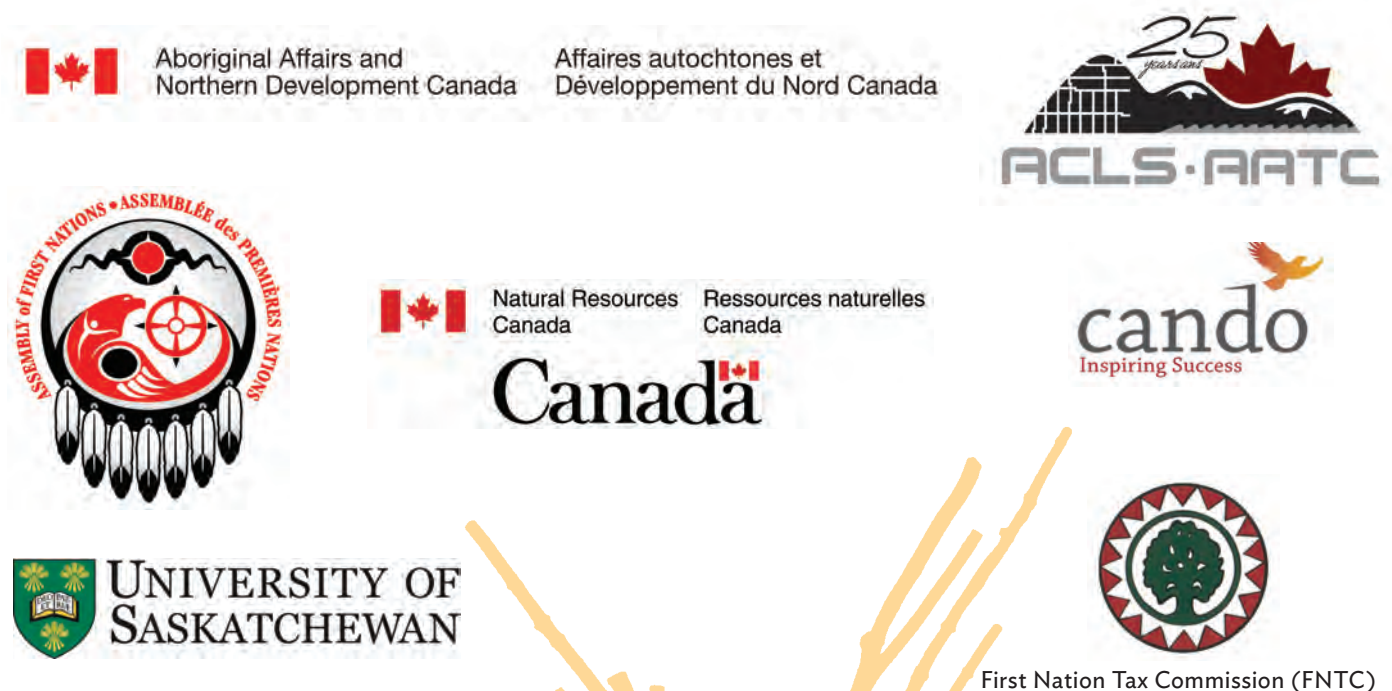 Aboriginal Affairs and
Northern Development Canada
Affaires autochtones et
Développement du Nord Canada
25
years ans
ACLS·AATC
ASSEMBLY of FIRST NATIONS • ASSEMBLÉE des PREMIÈRES NATIONS
Natural Resources
Canada
Ressources naturelles
Canada
Canada
cando
Inspiring Success
UNIVERSITY OF
SASKATCHEWAN
First Nation Tax Commission (FNTC)